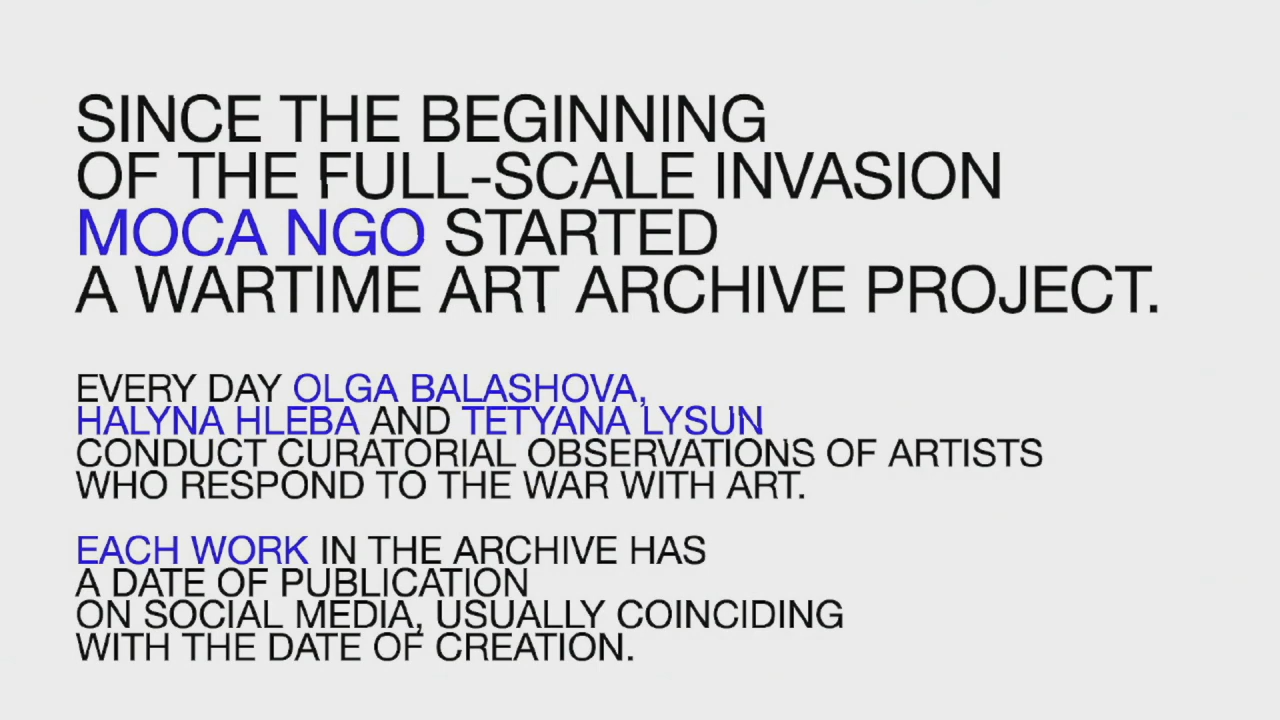 SINCE THE BEGINNING
OF THE FULL-SCALE INVASION
MOCA NGO STARTED
A WARTIME ART ARCHIVE PROJECT.
EVERY DAY OLGA BALASHOVA,
HALYNA HLEBA AND TETYANA LYSUN
CONDUCT CURATORIAL OBSERVATIONS OF ARTISTS
WHO RESPOND TO THE WAR WITH ART.
EACH WORK IN THE ARCHIVE HAS
A DATE OF PUBLICATION
ON SOCIAL MEDIA, USUALLY COINCIDING
WITH THE DATE OF CREATION.